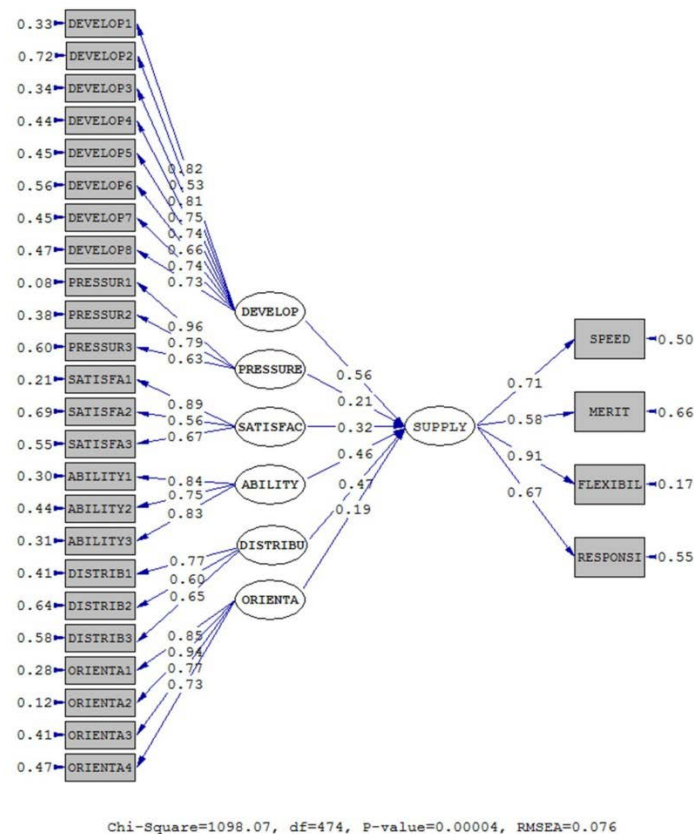 0.33 DEVELOP1
0.72 DEVELOP2
0.34 DEVELOP3
0.44 DEVELOP4
0.45 DEVELOP5
0.56 DEVELOP6
0.45 DEVELOP7
0.47 DEVELOP8
0.08 PRESSUR1
0.38 PRESSUR2
0.60 PRESSUR3
0.21 SATISFA1
0.69 SATISFA2
0.55 SATISFA3
0.30 ABILITY1
0.44 ABILITY2
0.31 ABILITY3
0.41 DISTRIB1
0.64 DISTRIB2
0.58 DISTRIB3
0.28 ORIENTA1
0.12 ORIENTA2
0.41 ORIENTA3
0.47 ORIENTA4
0.82
0.53
0.81
0.75
0.74
0.66
0.74
0.73
0.96
0.79
0.63
0.89
0.56
0.67
0.84
0.75
0.83
0.77
0.60
0.65
0.85
0.94
0.77
0.73
DEVELOP
PRESSURE
SATISFAC
ABILITY
DISTRIBU
ORIENTA
0.56
0.21
0.32
0.46
0.47
0.19
SUPPLY
0.71
0.58
0.91
0.67
SPEED 0.50
MERIT 0.66
FLEXIBIL 0.17
RESPONSI 0.55
Chi-Square=1098.07, df=474, P-value=0.00004, RMSEA=0.076